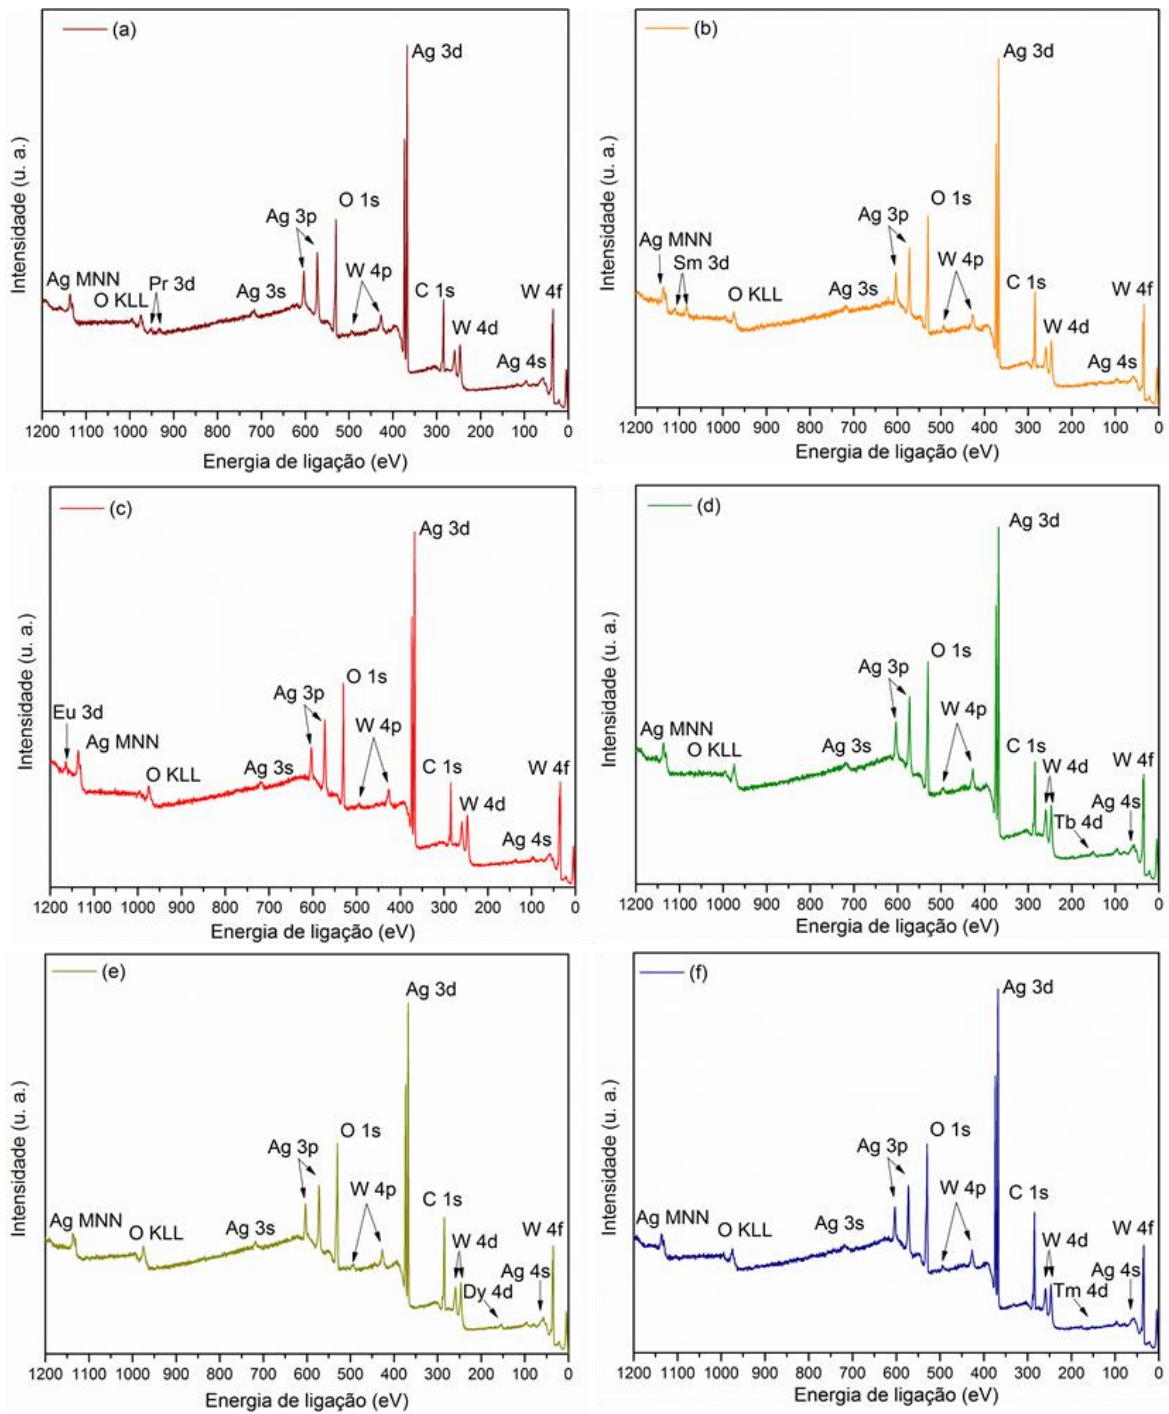 (a)
Ag 3d
O 1s
Ag 3p
W 4p
Ag MNN
Pr 3d
O KLL
Ag 3s
C 1s
W 4f
W 4d
Ag 4s
Intensidade (u. a.)
1200 1100 1000 900 800 700 600 500 400 300 200 100 0
Energia de ligação (eV)
(b)
Ag 3d
O 1s
Ag 3p
Ag MNN
Sm 3d
W 4p
O KLL
Ag 3s
C 1s
W 4f
W 4d
Ag 4s
Intensidade (u. a.)
1200 1100 1000 900 800 700 600 500 400 300 200 100 0
Energia de ligação (eV)
(c)
Ag 3d
O 1s
Ag 3p
Eu 3d
W 4p
Ag MNN
O KLL
Ag 3s
C 1s
W 4f
W 4d
Ag 4s
Intensidade (u. a.)
1200 1100 1000 900 800 700 600 500 400 300 200 100 0
Energia de ligação (eV)
(d)
Ag 3d
O 1s
Ag 3p
W 4p
Ag MNN
O KLL
Ag 3s
C 1s
W 4d
W 4f
Ag 4s
Tb 4d
Intensidade (u. a.)
1200 1100 1000 900 800 700 600 500 400 300 200 100 0
Energia de ligação (eV)
(e)
Ag 3d
O 1s
Ag 3p
W 4p
C 1s
Ag MNN
O KLL
Ag 3s
W 4d
W 4f
Ag 4s
Dy 4d
Intensidade (u. a.)
1200 1100 1000 900 800 700 600 500 400 300 200 100 0
Energia de ligação (eV)
(f)
Ag 3d
O 1s
Ag 3p
W 4p
C 1s
Ag MNN
O KLL
Ag 3s
W 4d
W 4f
Ag 4s
Tm 4d
Intensidade (u. a.)
1200 1100 1000 900 800 700 600 500 400 300 200 100 0
Energia de ligação (eV)